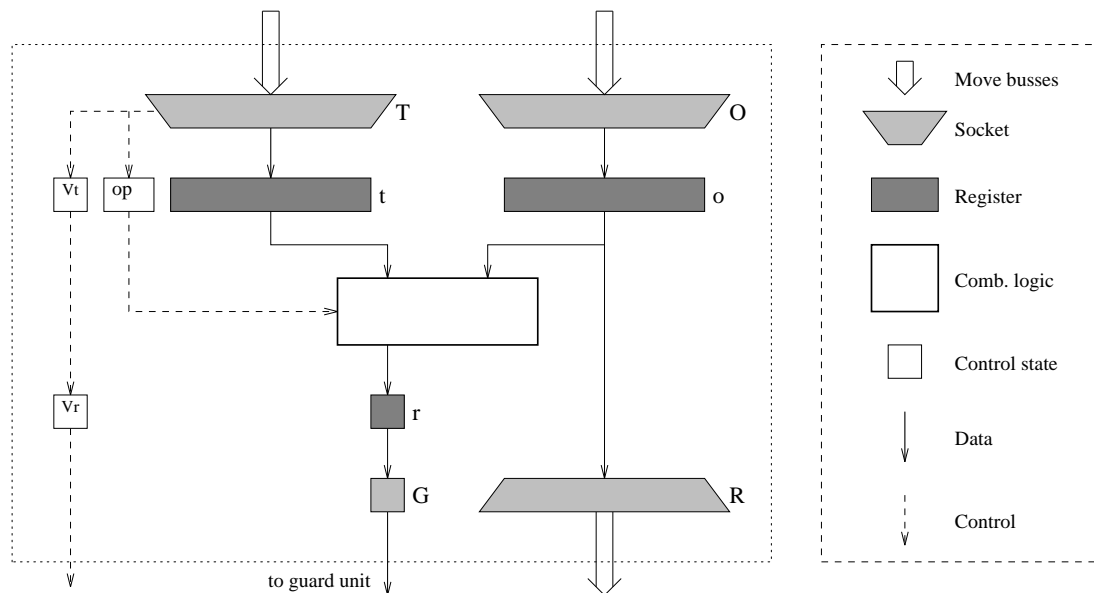 T
O
Vt
op
t
o
Vr
r
G
R
to guard unit
Move busses
Socket
Register
Comb. logic
Control state
Data
Control